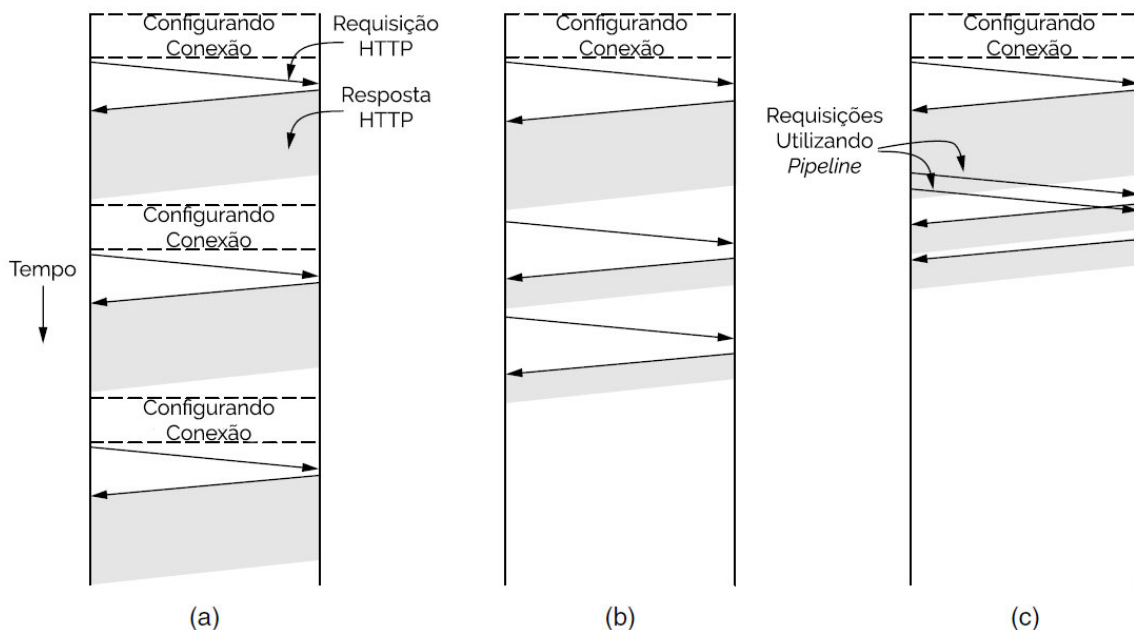 Configurando
Conexão
Requisição
HTTP
Resposta
HTTP
Configurando
Conexão
Tempo
Configurando
Conexão
(a)
Configurando
Conexão
(b)
Configurando
Conexão
Requisições
Utilizando
Pipeline
(c)